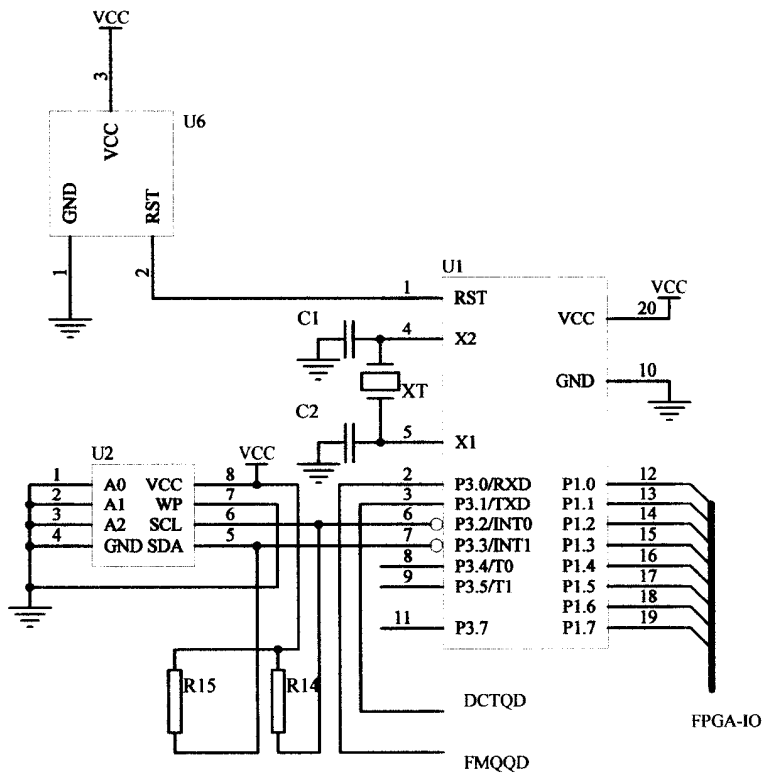 VCC
3
U6
VCC
GND
RST
1
2
U1
1
RST
VCC
20
VCC
C1
4
X2
GND
10
XT
C2
5
X1
U2
VCC
1
A0
VCC
8
2
A1
WP
7
3
A2
SCL
6
4
GND
SDA
5
2
P3.0/RXD
P1.0
12
3
P3.1/TXD
P1.1
13
6
P3.2/INT0
P1.2
14
7
P3.3/INT1
P1.3
15
8
P3.4/T0
P1.4
16
9
P3.5/T1
P1.5
17
P1.6
18
11
P3.7
P1.7
19
R15
R14
DCTQD
FPGA-IO
FMQQD